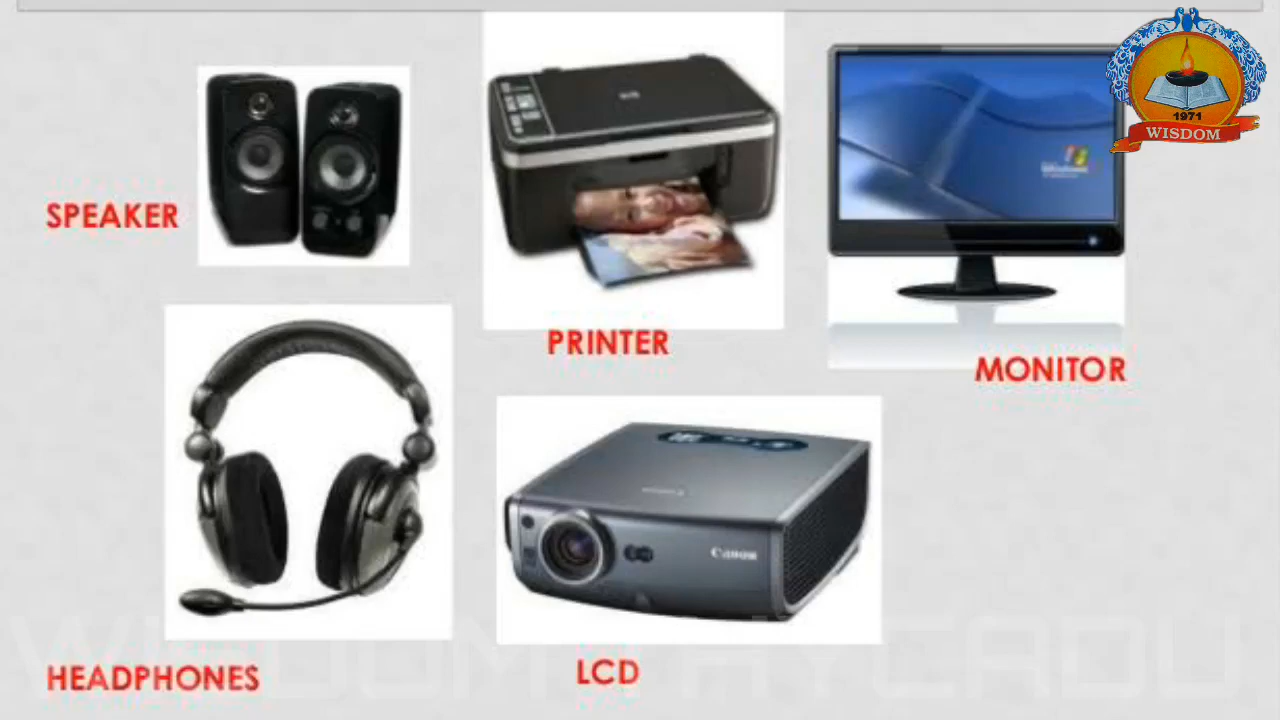 1971
WISDOM
SPEAKER
PRINTER
MONITOR
Canon
HEADPHONES
LCD